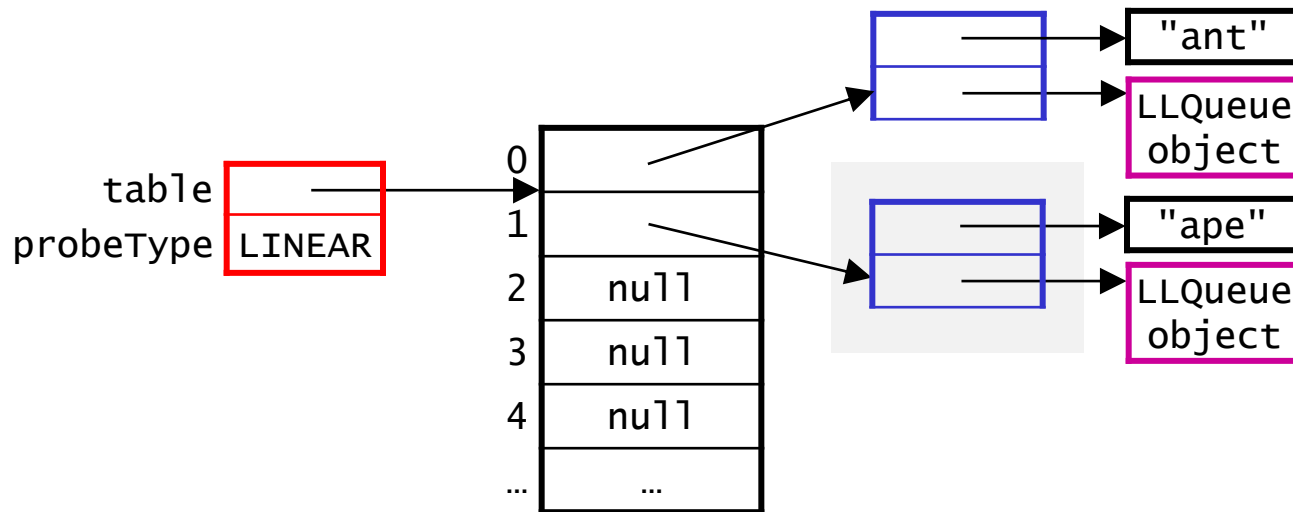 "ant"
LLQueue
object
table
probeType LINEAR
0
1
2 null
3 null
4 null
… …
"ape"
LLQueue
object